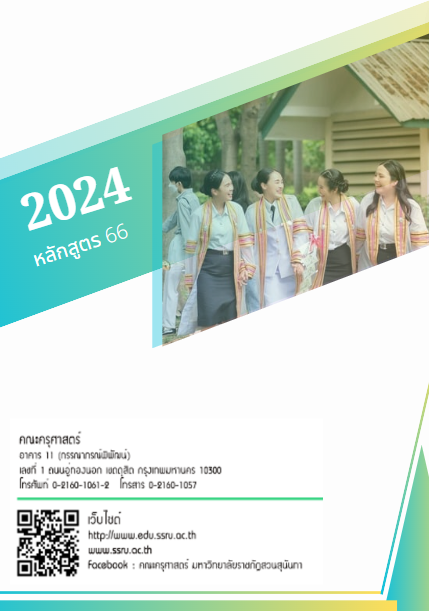 2024
หลักสูตร 66
คณะครุศาสตร์
อาคาร 11 (กรรณาภรณ์พิพัฒน์)
เลขที่ 1 ถนนอู่ทองนอก เขตดุสิต กรุงเทพมหานคร 10300
โทรศัพท์ 0-2160-1061-2 โทรสาร 0-2160-1057
เว็บไซต์
http://www.edu.ssru.ac.th
www.ssru.ac.th
Facebook : คณะครุศาสตร์ มหาวิทยาลัยราชภัฏสวนสุนันทา